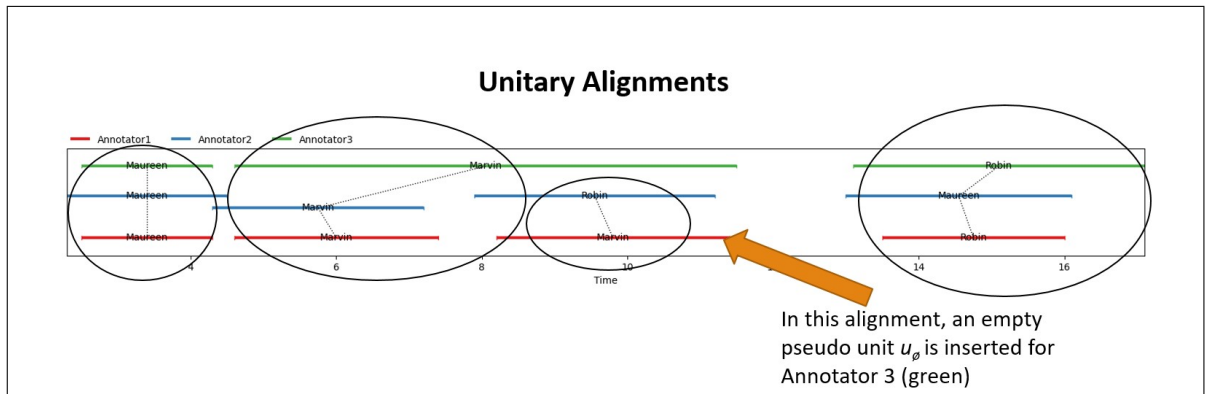 Unitary Alignments
Annotator1 Annotator2 Annotator3
Maureen Marvin Robin
Maureen Robin Maureen
Marvin
Maureen Marvin Marvin Robin
4 6 8 10 14 16
Time
In this alignment, an empty
pseudo unit uø is inserted for
Annotator 3 (green)